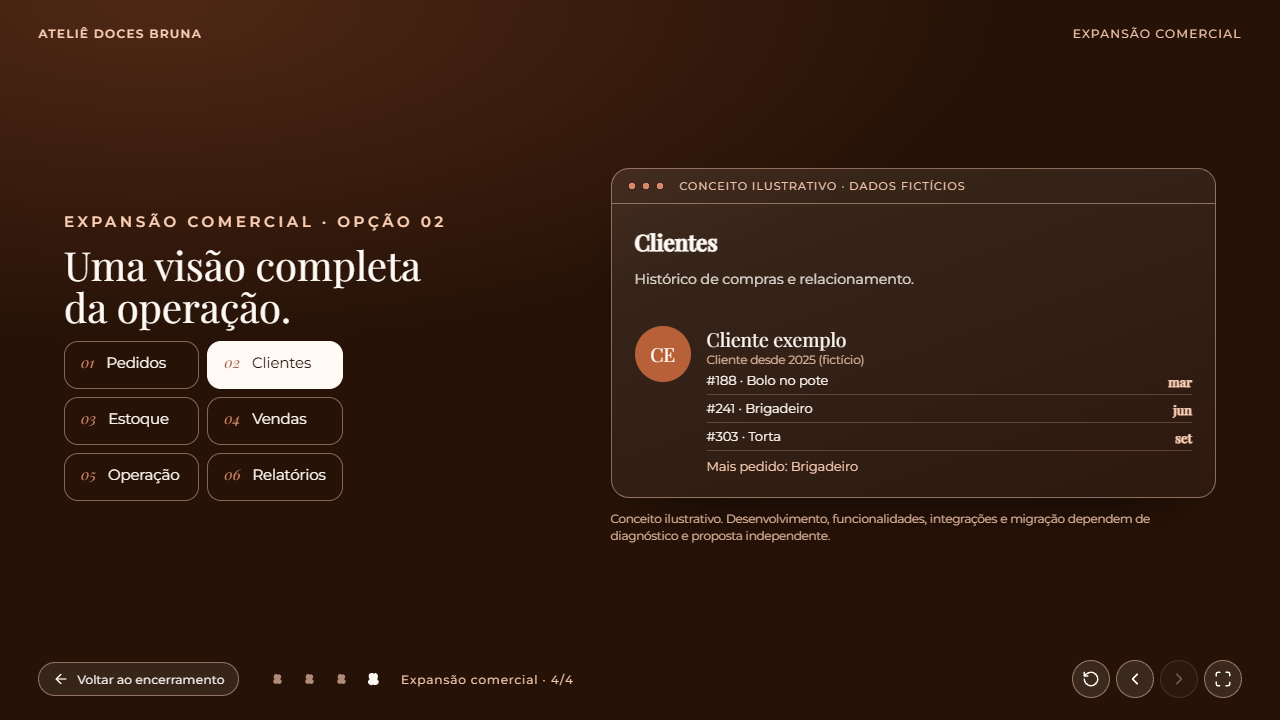 ATELIÊ DOCES BRUNA
EXPANSÃO COMERCIAL
EXPANSÃO COMERCIAL · OPÇÃO 02
Uma visão completa
da operação.
01 Pedidos
02 Clientes
03 Estoque
04 Vendas
05 Operação
06 Relatórios
CONCEITO ILUSTRATIVO · DADOS FICTÍCIOS
Clientes
Histórico de compras e relacionamento.
CE
Cliente exemplo
Cliente desde 2025 (fictício)
#188 · Bolo no pote mar
#241 · Brigadeiro jun
#303 · Torta set
Mais pedido: Brigadeiro
Conceito ilustrativo. Desenvolvimento, funcionalidades, integrações e migração dependem de
diagnóstico e proposta independente.
Voltar ao encerramento
Expansão comercial · 4/4